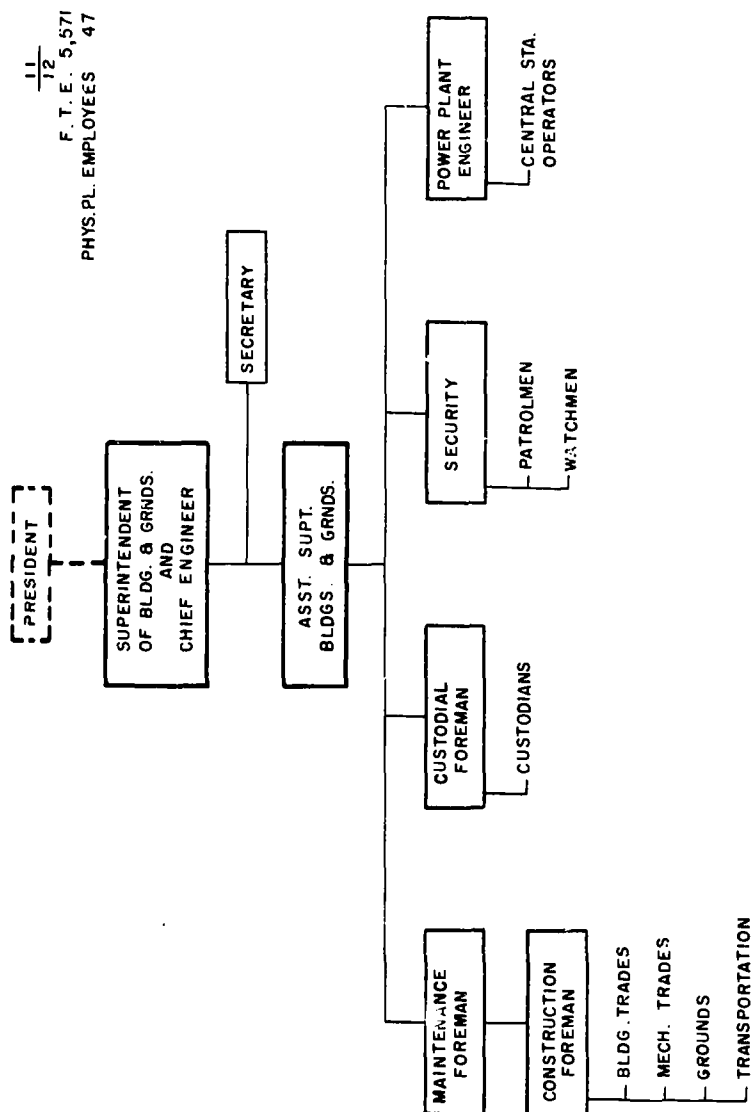 11
12
F. T. E. 5,571
PHYS. PL. EMPLOYEES 47
PRESIDENT
SUPERINTENDENT
OF BLDG. & GRNDS.
AND
CHIEF ENGINEER
SECRETARY
ASST. SUPT.
BLDGS. & GRNDS.
MAINTENANCE
FOREMAN
CONSTRUCTION
FOREMAN
BLDG. TRADES
MECH. TRADES
GROUNDS
TRANSPORTATION
CUSTODIAL
FOREMAN
CUSTODIANS
SECURITY
PATROLMEN
WATCHMEN
POWER PLANT
ENGINEER
CENTRAL STA.
OPERATORS